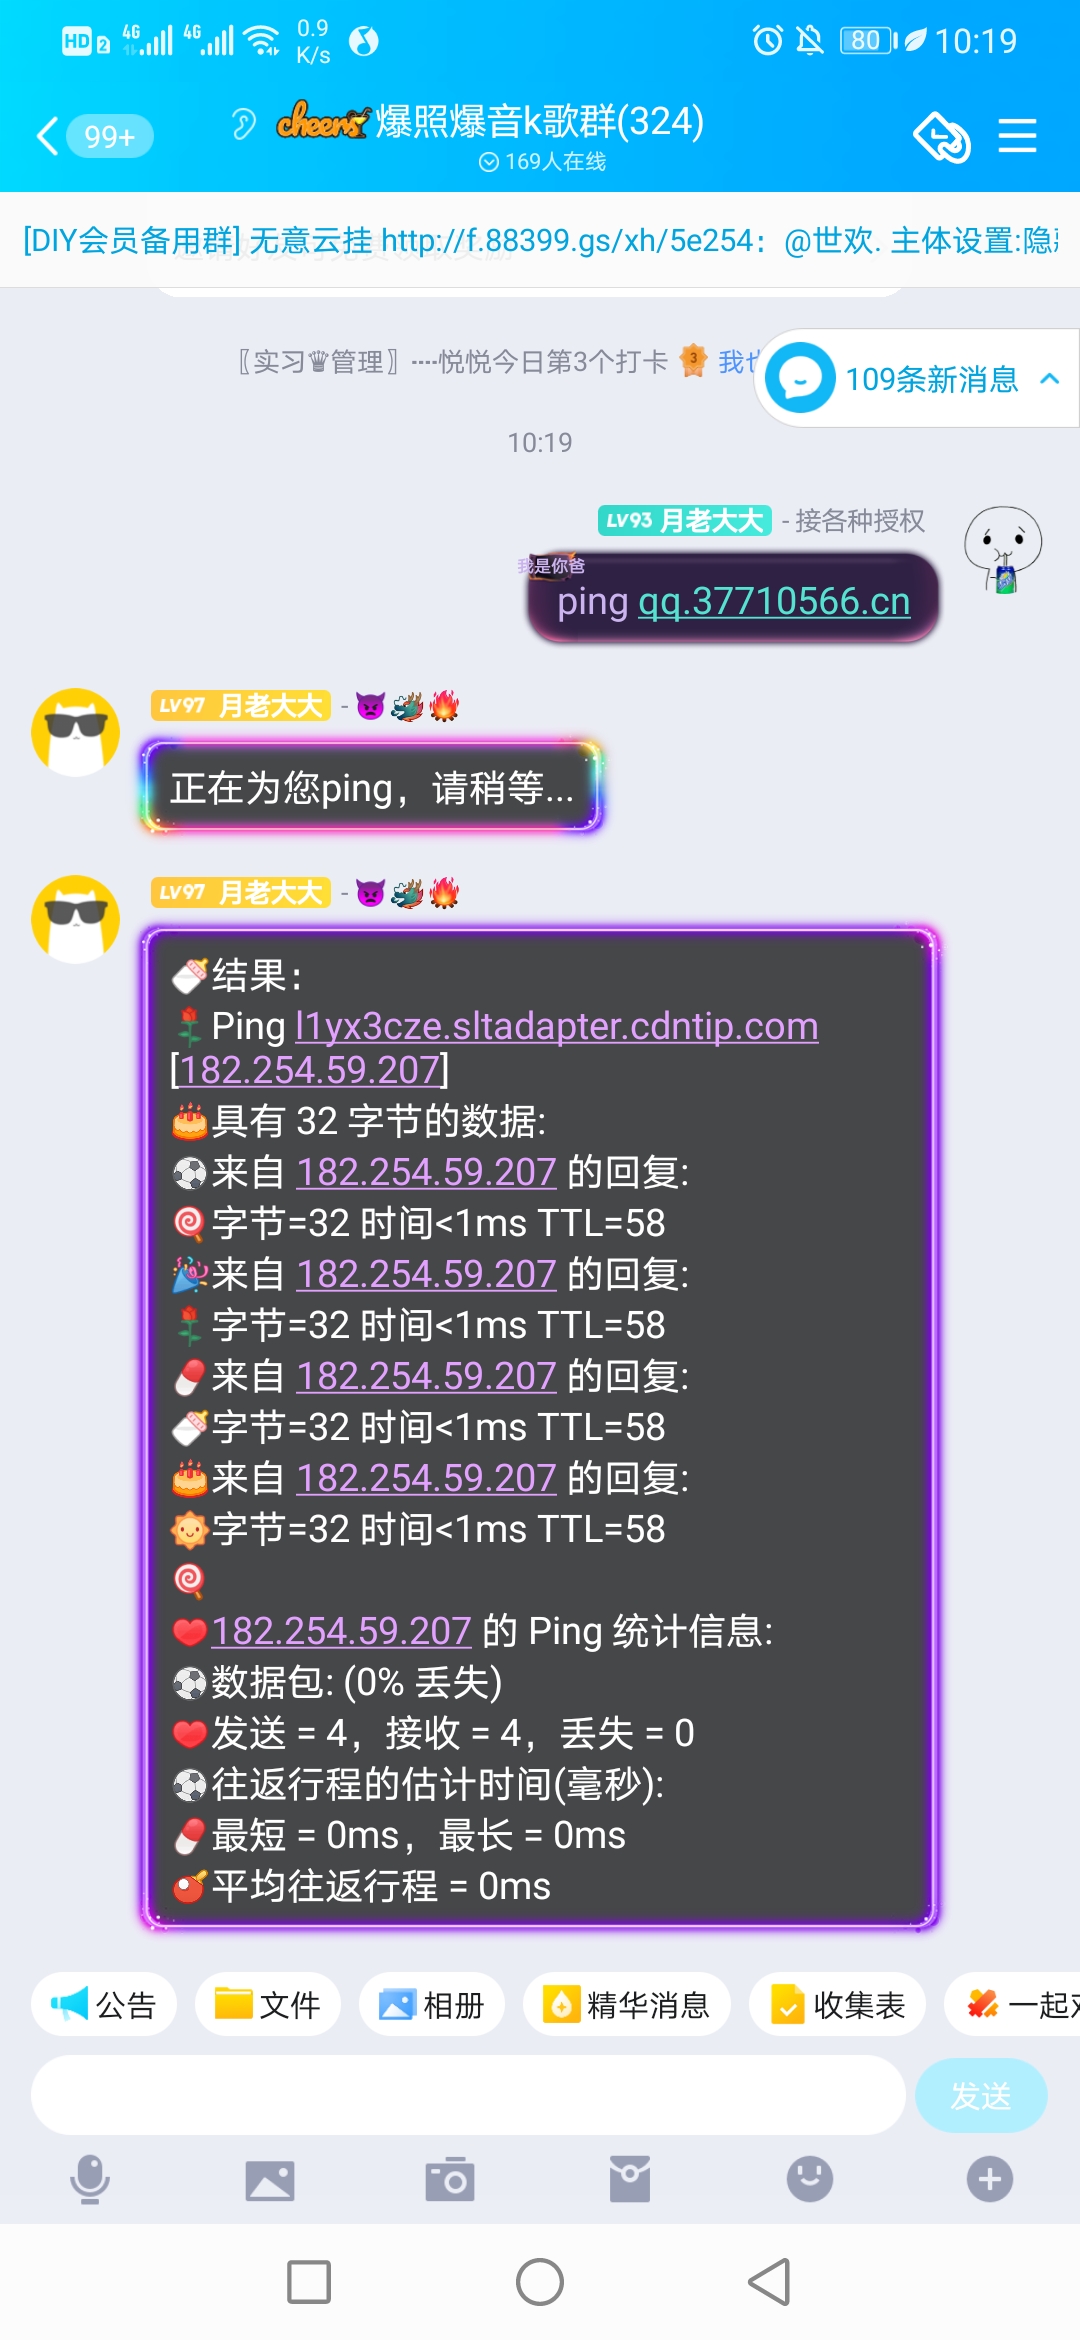 HD 2 4G 4G 0.9 K/s 80 10:19
99+ cheers 爆照爆音k歌群(324)
169人在线
[DIY会员备用群] 无意云挂 http://f.88399.gs/xh/5e254：@世欢. 主体设置:隐
〖实习♛管理〗┈悦悦今日第3个打卡 3 我也
109条新消息
10:19
LV93 月老大大 - 接各种授权
我是你爸
ping qq.37710566.cn
LV97 月老大大 - 😈🐲🔥
正在为您ping，请稍等...
LV97 月老大大 - 😈🐲🔥
🍼结果：
🌹Ping l1yx3cze.sltadapter.cdntip.com
[182.254.59.207]
🎂具有 32 字节的数据:
⚽来自 182.254.59.207 的回复:
🍭字节=32 时间<1ms TTL=58
🎉来自 182.254.59.207 的回复:
🌹字节=32 时间<1ms TTL=58
💊来自 182.254.59.207 的回复:
🍼字节=32 时间<1ms TTL=58
🎂来自 182.254.59.207 的回复:
🌞字节=32 时间<1ms TTL=58
🍭
❤182.254.59.207 的 Ping 统计信息:
⚽数据包: (0% 丢失)
❤发送 = 4，接收 = 4，丢失 = 0
⚽往返行程的估计时间(毫秒):
💊最短 = 0ms，最长 = 0ms
🏓平均往返行程 = 0ms
公告 文件 相册 精华消息 收集表 一起
发送